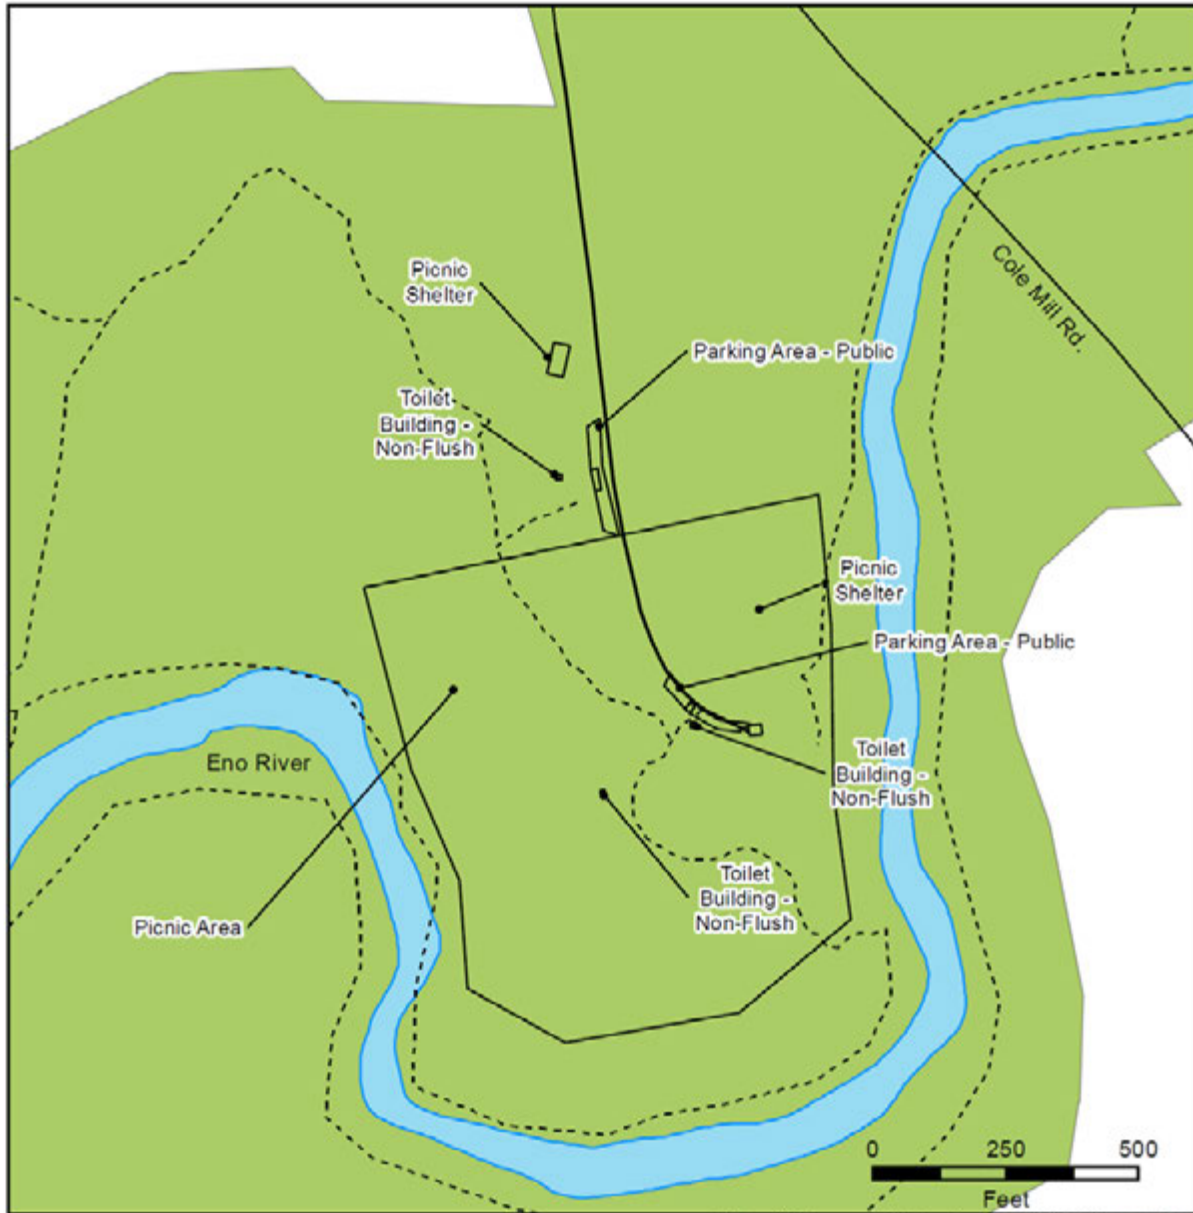 Picnic
Shelter
Cole Mill Rd.
Parking Area - Public
Toilet
Building -
Non-Flush
Picnic
Shelter
Parking Area - Public
Eno River
Toilet
Building -
Non-Flush
Toilet
Building -
Non-Flush
Picnic Area
0 250 500
Feet